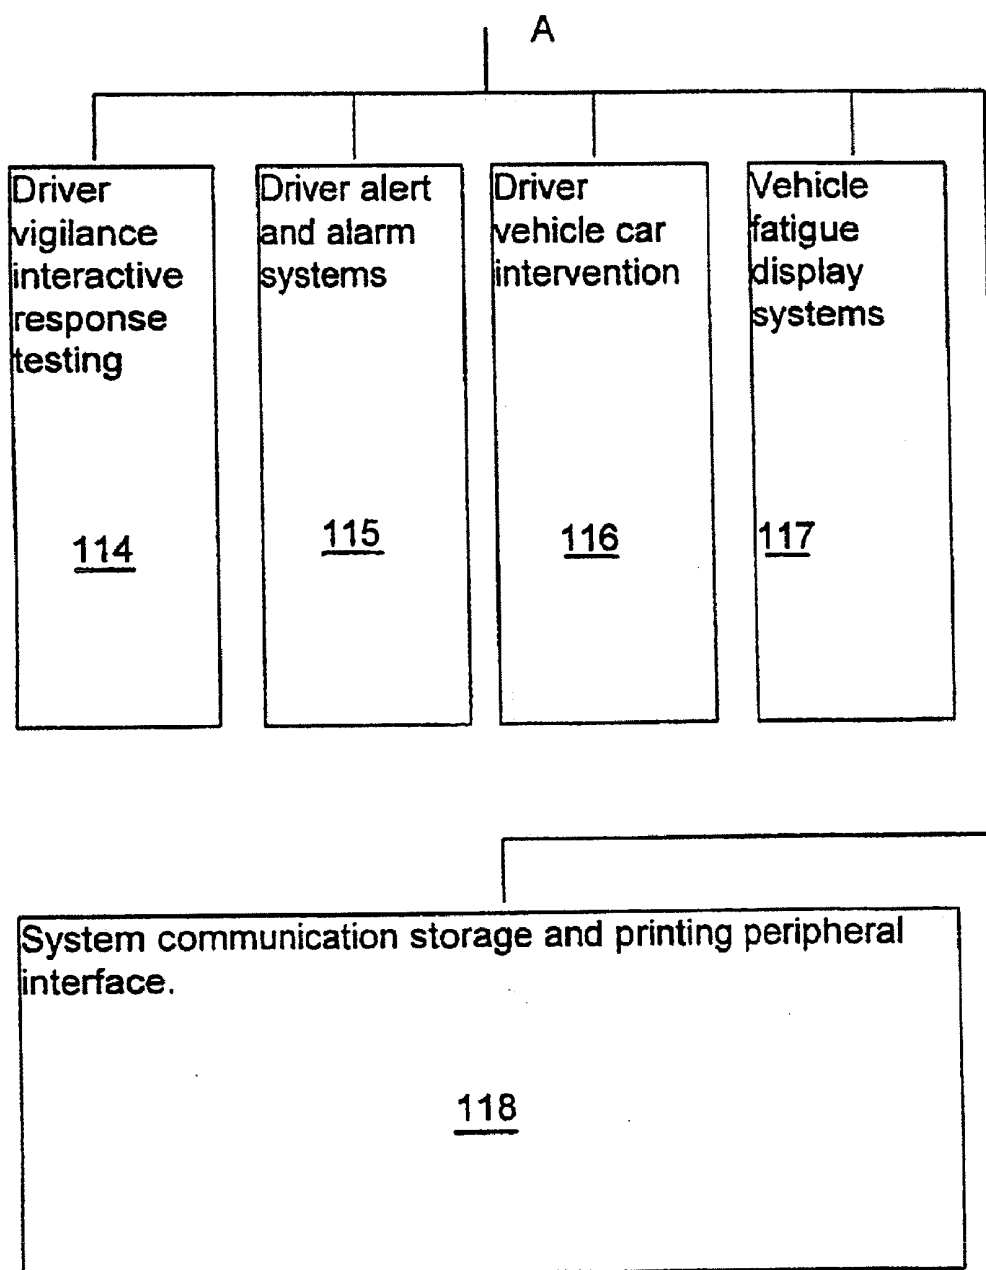 A
Driver
vigilance
interactive
response
testing
114
Driver alert
and alarm
systems
115
Driver
vehicle car
intervention
116
Vehicle
fatigue
display
systems
117
System communication storage and printing peripheral
interface.
118